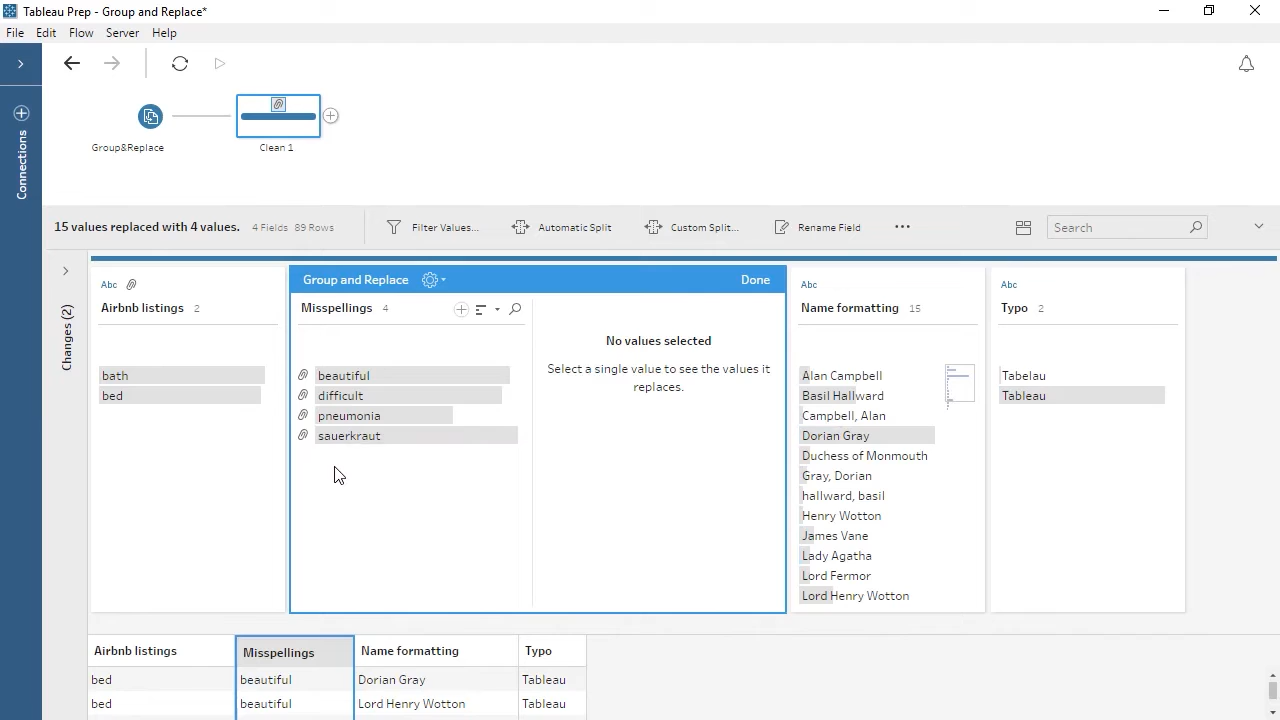 Tableau Prep - Group and Replace*
File Edit Flow Server Help
Connections
Group&Replace
Clean 1
15 values replaced with 4 values. 4 Fields 89 Rows
Filter Values...
Automatic Split
Custom Split...
Rename Field
Search
Changes (2)
Abc
Airbnb listings 2
bath
bed
Group and Replace
Done
Misspellings 4
beautiful
difficult
pneumonia
sauerkraut
No values selected
Select a single value to see the values it
replaces.
Abc
Name formatting 15
Alan Campbell
Basil Hallward
Campbell, Alan
Dorian Gray
Duchess of Monmouth
Gray, Dorian
hallward, basil
Henry Wotton
James Vane
Lady Agatha
Lord Fermor
Lord Henry Wotton
Abc
Typo 2
Tabelau
Tableau
Airbnb listings Misspellings Name formatting Typo
bed beautiful Dorian Gray Tableau
bed beautiful Lord Henry Wotton Tableau